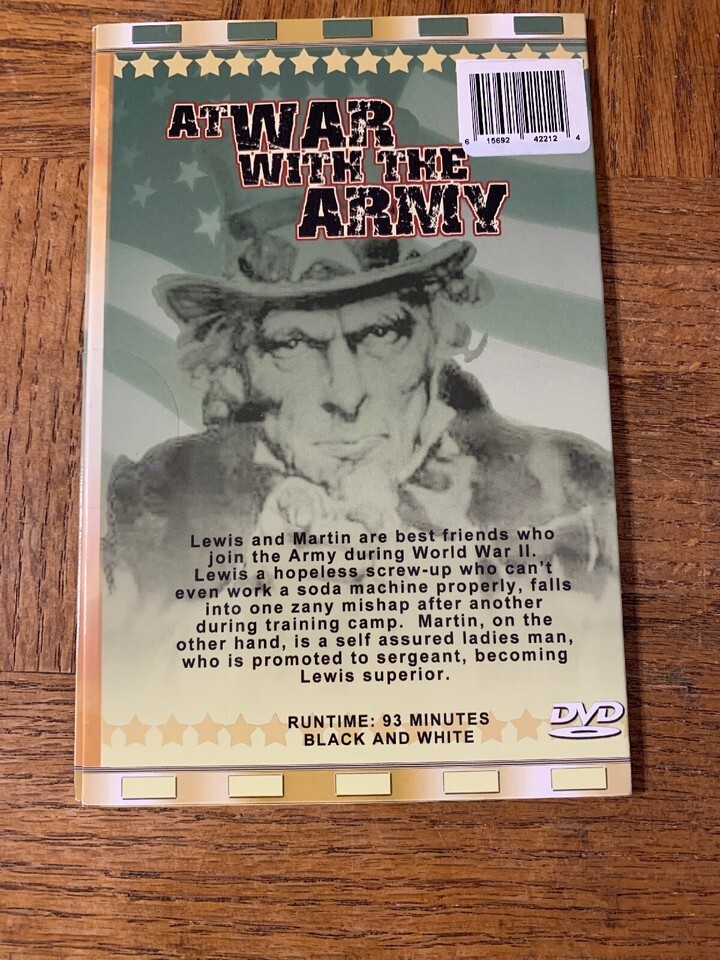 AT WAR
WITH THE
ARMY
6 15692 42212 4
Lewis and Martin are best friends who
join the Army during World War II.
Lewis a hopeless screw-up who can't
even work a soda machine properly, falls
into one zany mishap after another
during training camp. Martin, on the
other hand, is a self assured ladies man,
who is promoted to sergeant, becoming
Lewis superior.
RUNTIME: 93 MINUTES
BLACK AND WHITE
DVD